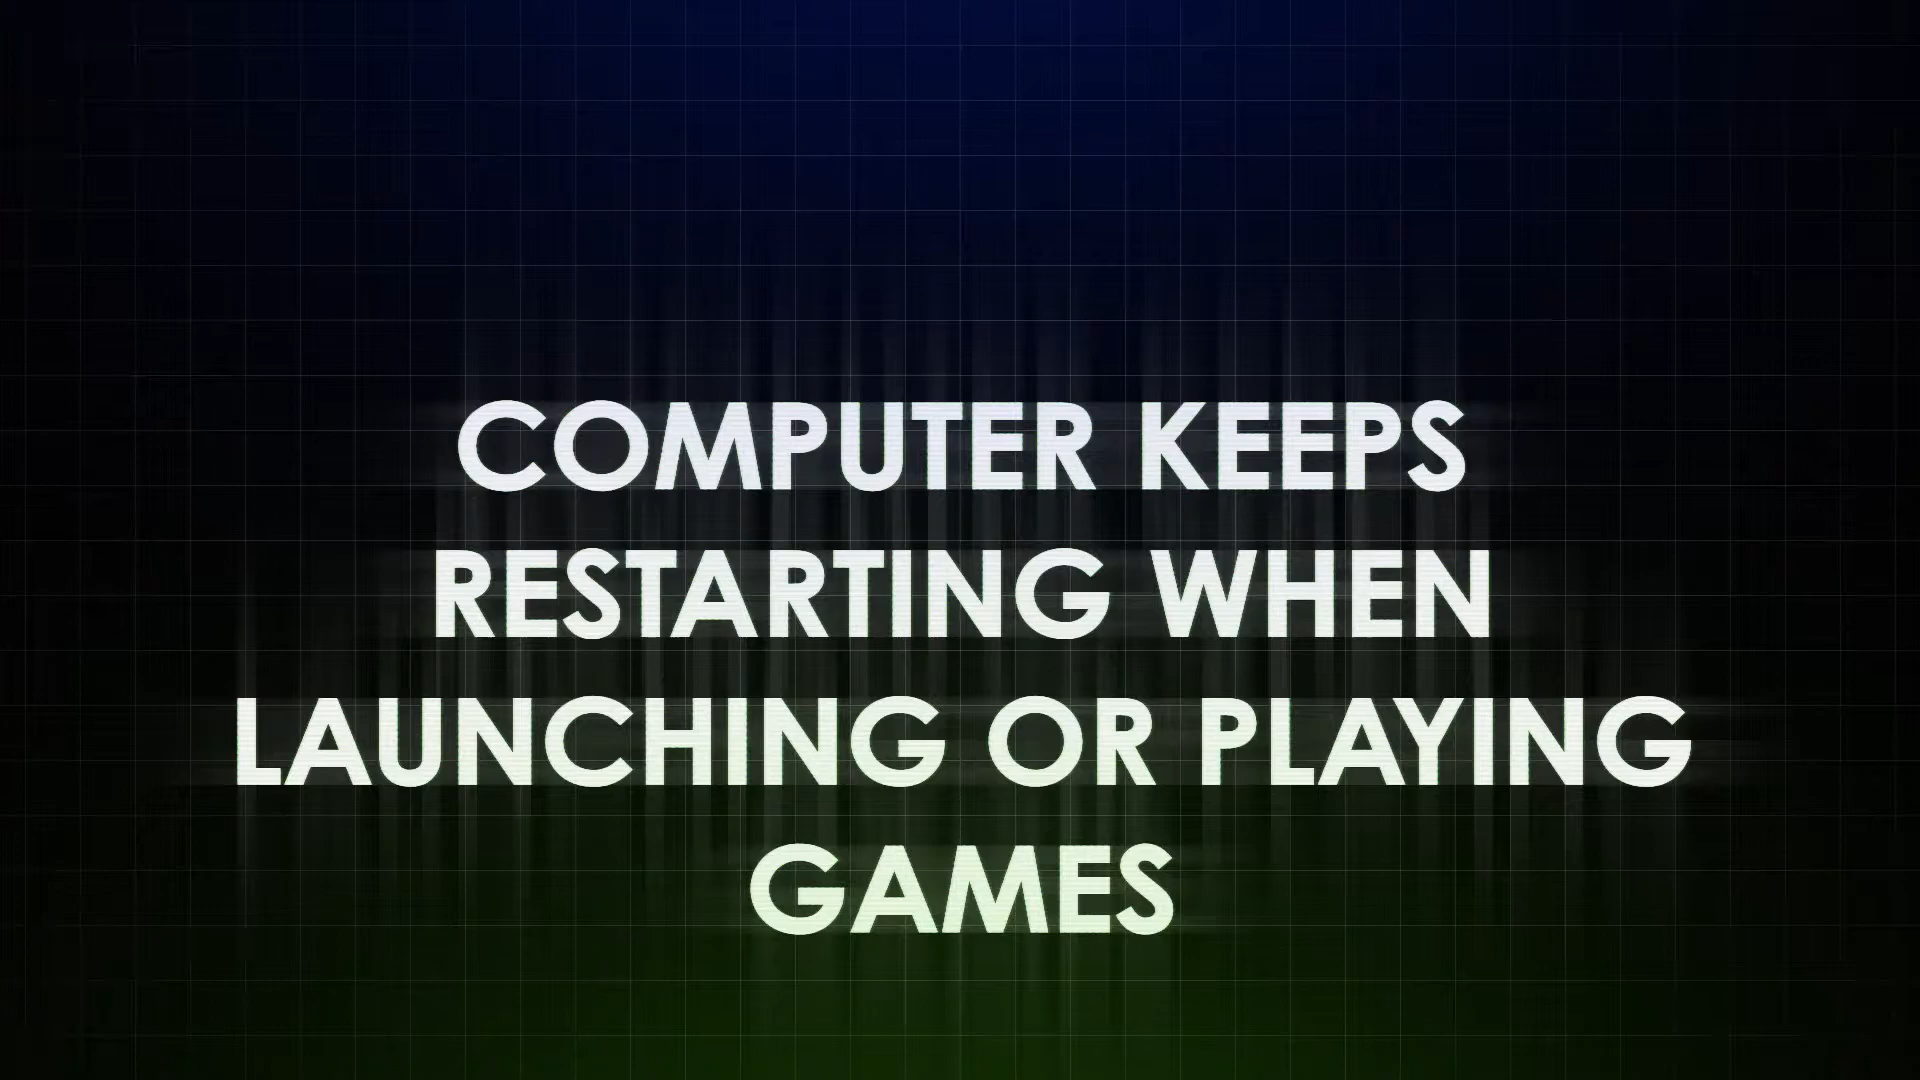 COMPUTER KEEPS
RESTARTING WHEN
LAUNCHING OR PLAYING
GAMES